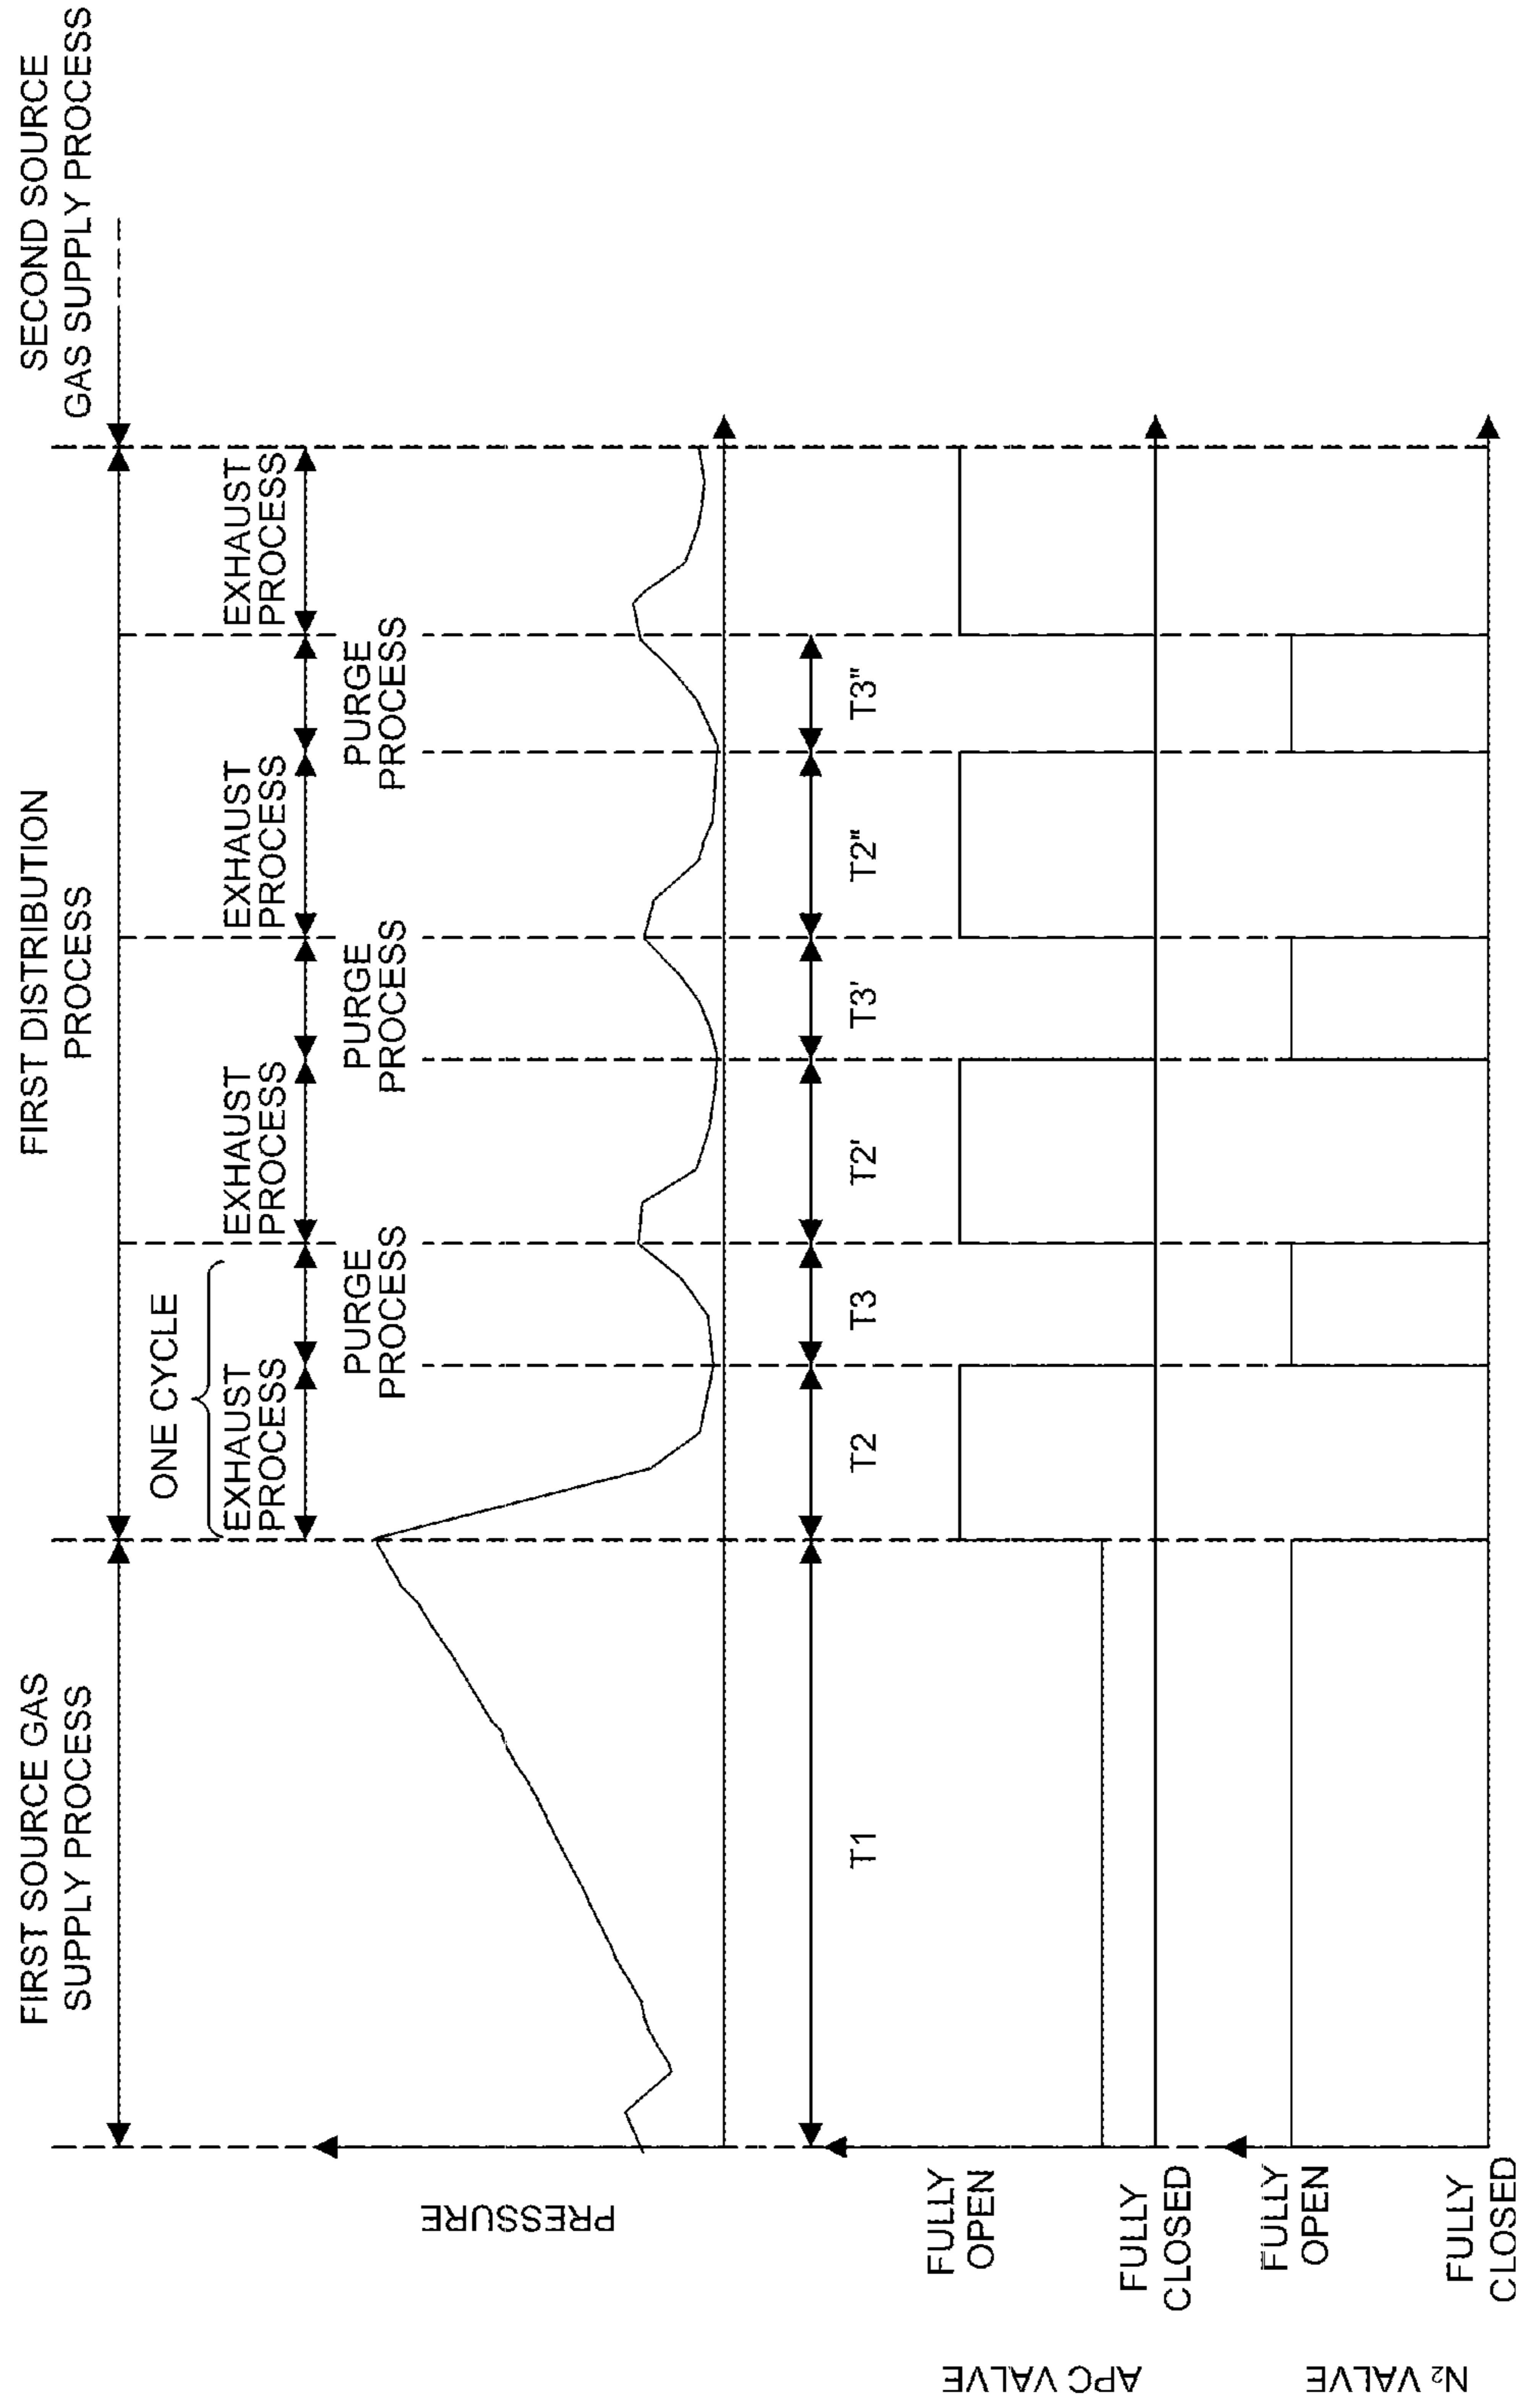 FIRST SOURCE GAS
SUPPLY PROCESS
FIRST DISTRIBUTION
PROCESS
SECOND SOURCE
GAS SUPPLY PROCESS
ONE CYCLE
EXHAUST
PROCESS
PURGE
PROCESS
EXHAUST
PROCESS
PURGE
PROCESS
EXHAUST
PROCESS
PURGE
PROCESS
EXHAUST
PROCESS
PRESSURE
T1
T2
T3
T2'
T3'
T2"
T3"
APC VALVE
FULLY
OPEN
FULLY
CLOSED
N2 VALVE
FULLY
OPEN
FULLY
CLOSED